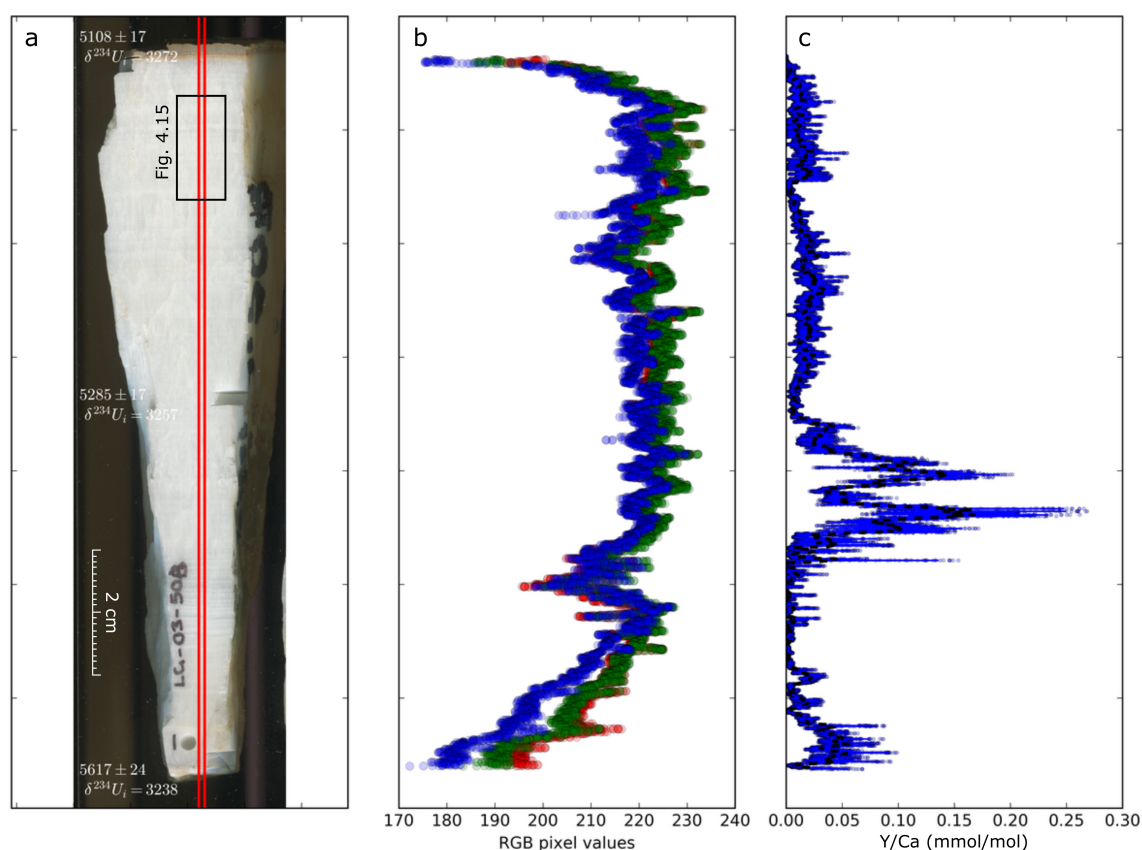 a
5108 ± 17
δ²³⁴Uᵢ = 3272
Fig. 4.15
5285 ± 17
δ²³⁴Uᵢ = 3257
2 cm
LG-03-50B
5617 ± 24
δ²³⁴Uᵢ = 3238
b
170 180 190 200 210 220 230 240
RGB pixel values
c
0.00 0.05 0.10 0.15 0.20 0.25 0.30
Y/Ca (mmol/mol)